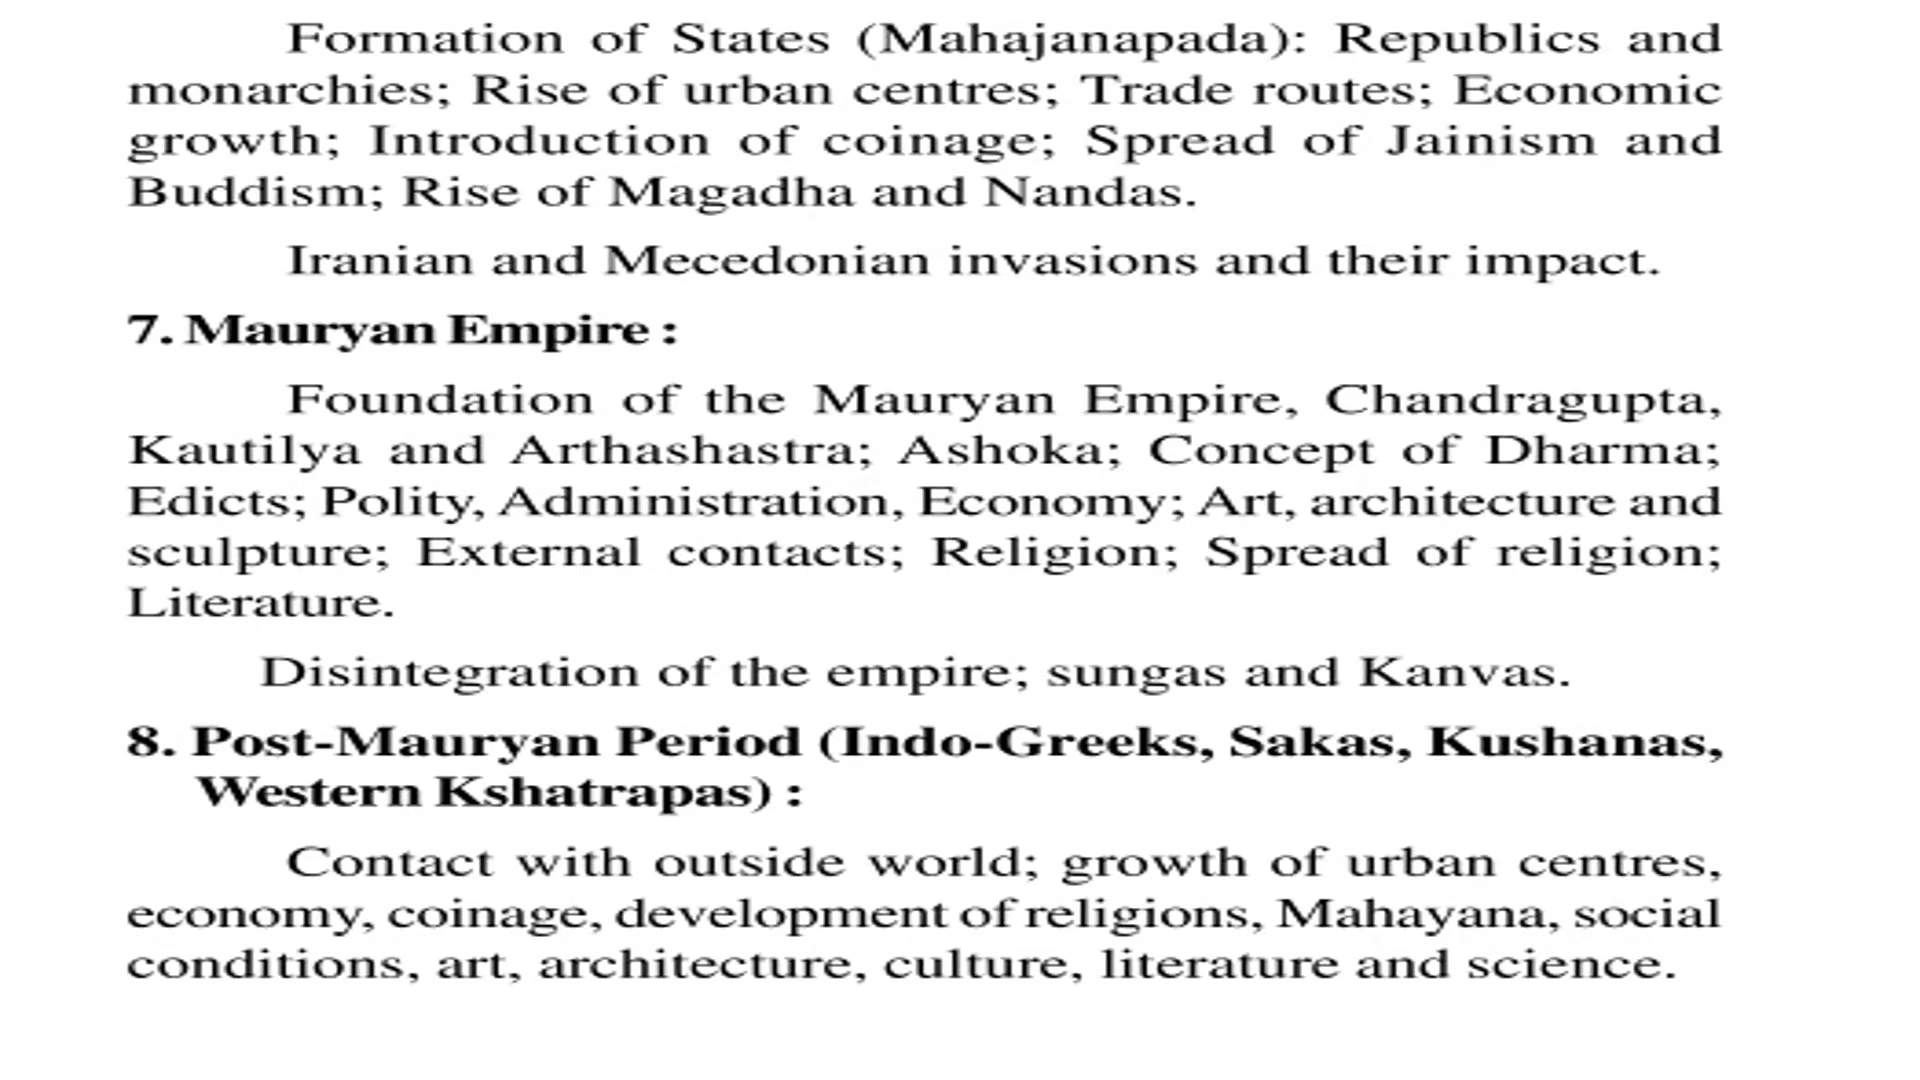 Formation of States (Mahajanapada): Republics and
monarchies; Rise of urban centres; Trade routes; Economic
growth; Introduction of coinage; Spread of Jainism and
Buddism; Rise of Magadha and Nandas.
Iranian and Mecedonian invasions and their impact.
7. Mauryan Empire :
Foundation of the Mauryan Empire, Chandragupta,
Kautilya and Arthashastra; Ashoka; Concept of Dharma;
Edicts; Polity, Administration, Economy; Art, architecture and
sculpture; External contacts; Religion; Spread of religion;
Literature.
Disintegration of the empire; sungas and Kanvas.
8. Post-Mauryan Period (Indo-Greeks, Sakas, Kushanas,
Western Kshatrapas) :
Contact with outside world; growth of urban centres,
economy, coinage, development of religions, Mahayana, social
conditions, art, architecture, culture, literature and science.